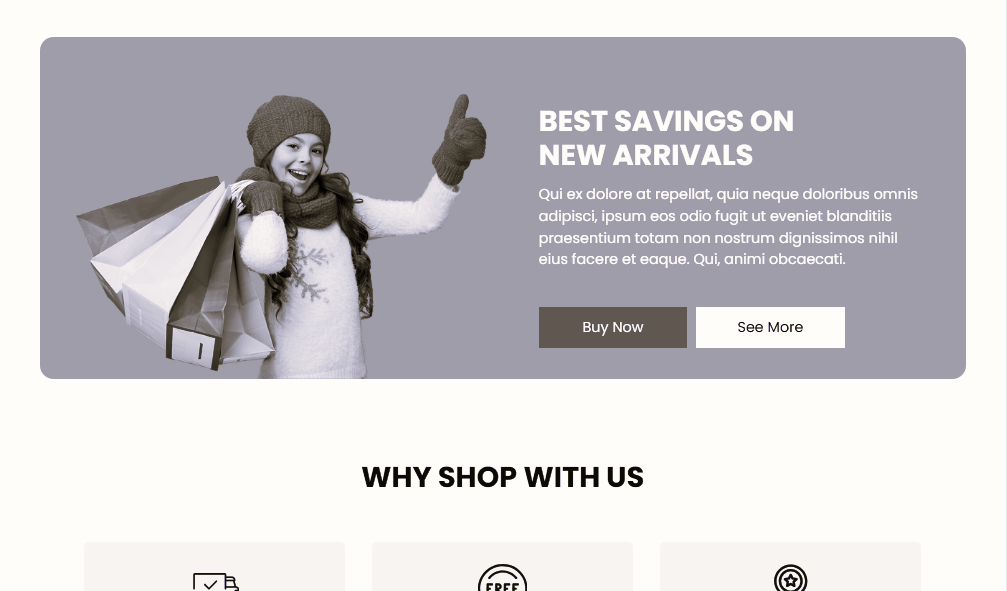 BEST SAVINGS ON
NEW ARRIVALS
Qui ex dolore at repellat, quia neque doloribus omnis
adipisci, ipsum eos odio fugit ut eveniet blanditiis
praesentium totam non nostrum dignissimos nihil
eius facere et eaque. Qui, animi obcaecati.
Buy Now
See More
WHY SHOP WITH US
FREE